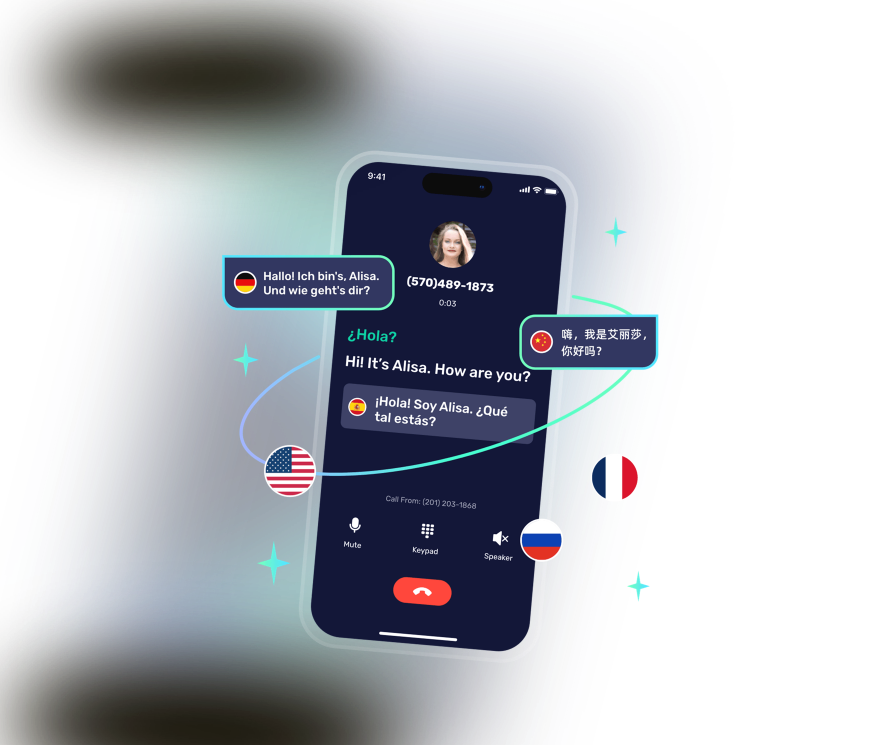 9:41
Hallo! Ich bin's, Alisa.
Und wie geht's dir?
(570)489-1873
0:03
嗨，我是艾丽莎，
你好吗？
¿Hola?
Hi! It's Alisa. How are you?
¡Hola! Soy Alisa. ¿Qué
tal estás?
Call From: (201) 203-1868
Mute
Keypad
Speaker